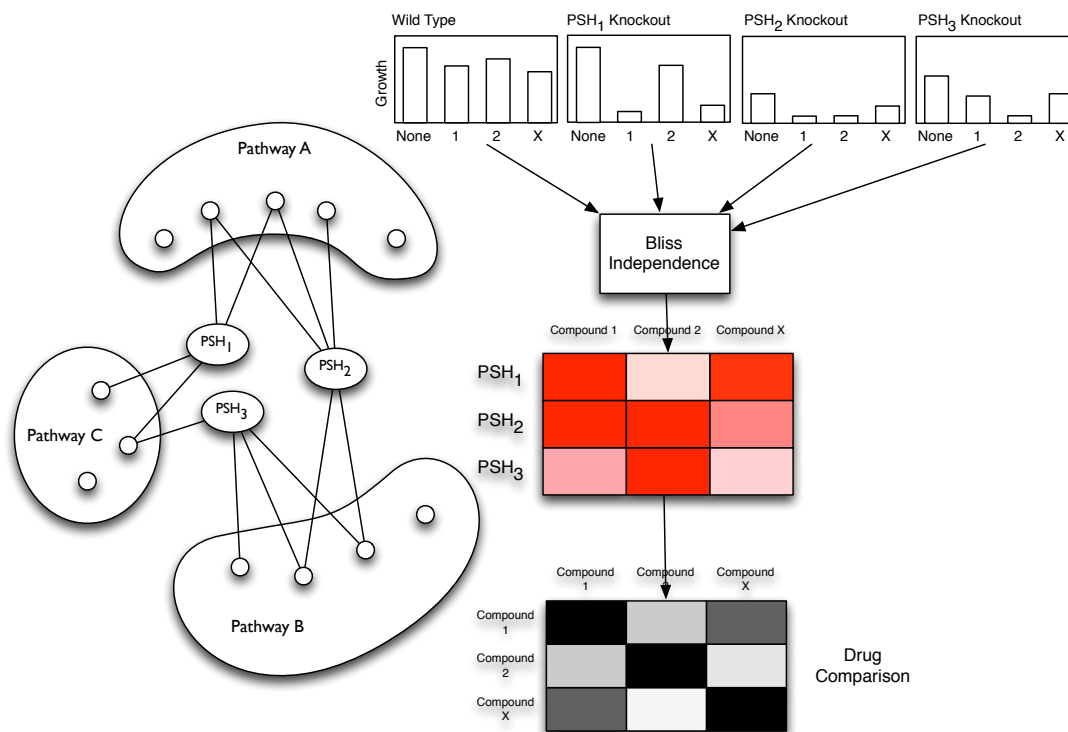 Wild Type
PSH1 Knockout
PSH2 Knockout
PSH3 Knockout
Growth
None 1 2 X
None 1 2 X
None 1 2 X
None 1 2 X
Pathway A
Bliss
Independence
PSH1
PSH2
PSH3
Pathway C
Pathway B
Compound 1
Compound 2
Compound X
PSH1
PSH2
PSH3
Compound
1
Compound
Compound
X
Compound
1
Compound
2
Compound
X
Drug
Comparison